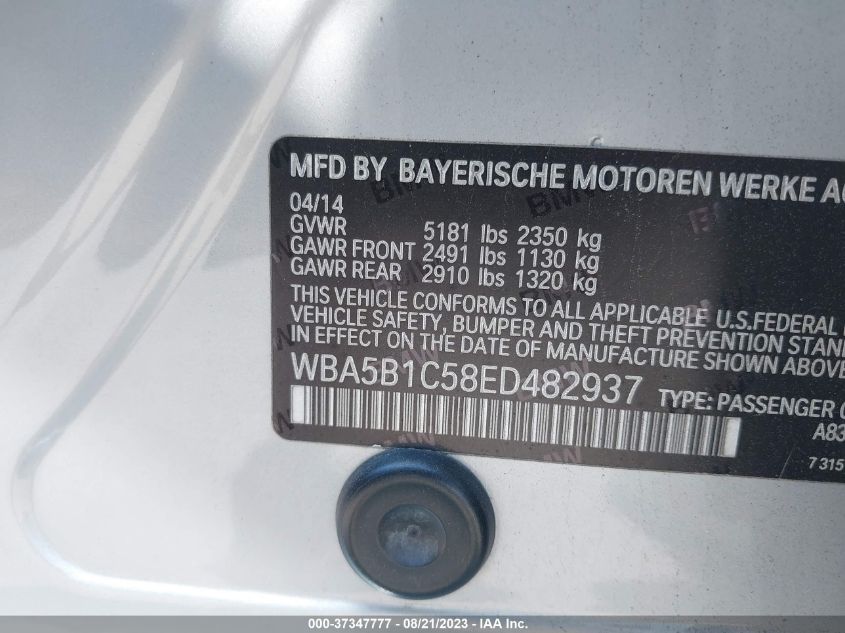 MFD BY BAYERISCHE MOTOREN WERKE AG
04/14
GVWR 5181 lbs 2350 kg
GAWR FRONT 2491 lbs 1130 kg
GAWR REAR 2910 lbs 1320 kg
THIS VEHICLE CONFORMS TO ALL APPLICABLE U.S.FEDERAL
VEHICLE SAFETY, BUMPER AND THEFT PREVENTION STAN
IN EFFECT ON THE DATE OF MANUFACTURE SHOWN ABOVE
WBA5B1C58ED482937 TYPE: PASSENGER
A83
7 315
000-37347777 - 08/21/2023 - IAA Inc.